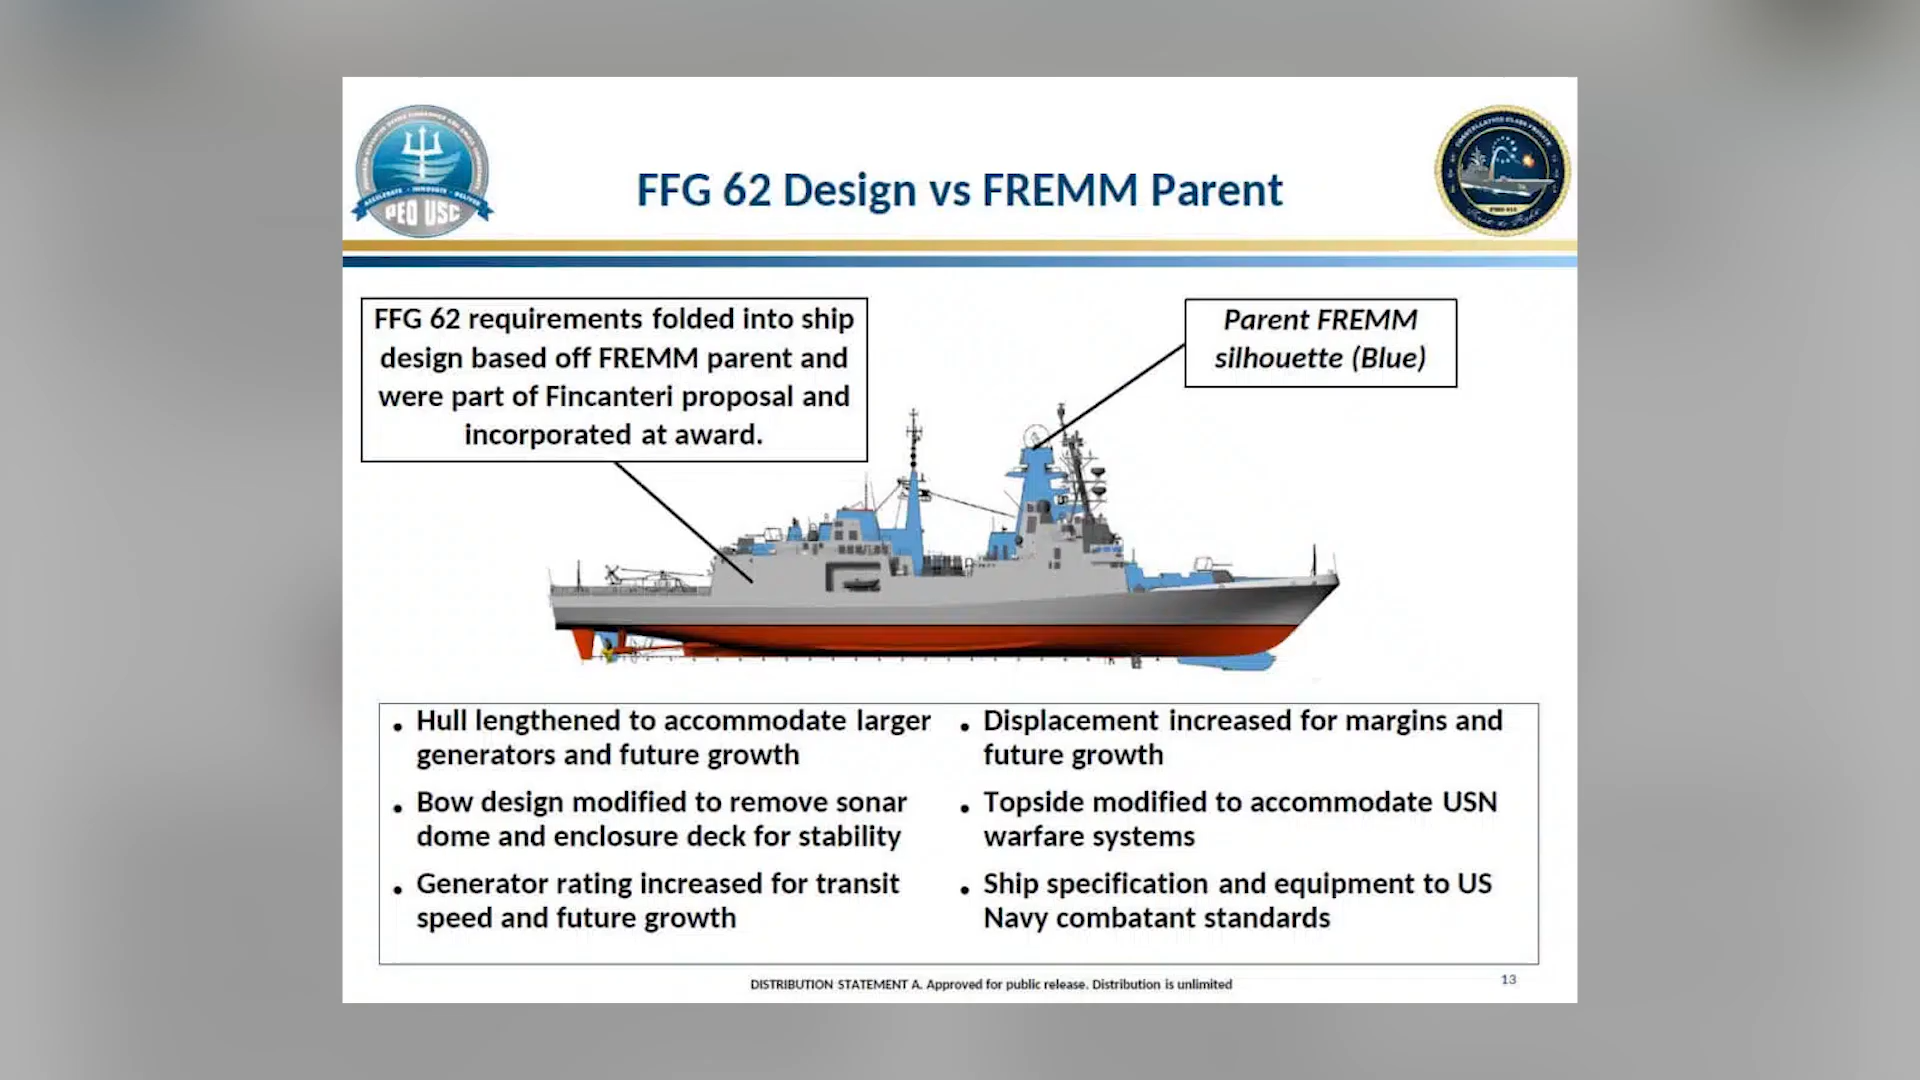 PEO USC
FFG 62 Design vs FREMM Parent
FFG 62 requirements folded into ship
design based off FREMM parent and
were part of Fincanteri proposal and
incorporated at award.
Parent FREMM
silhouette (Blue)
• Hull lengthened to accommodate larger
generators and future growth
• Bow design modified to remove sonar
dome and enclosure deck for stability
• Generator rating increased for transit
speed and future growth
• Displacement increased for margins and
future growth
• Topside modified to accommodate USN
warfare systems
• Ship specification and equipment to US
Navy combatant standards
DISTRIBUTION STATEMENT A. Approved for public release. Distribution is unlimited
13